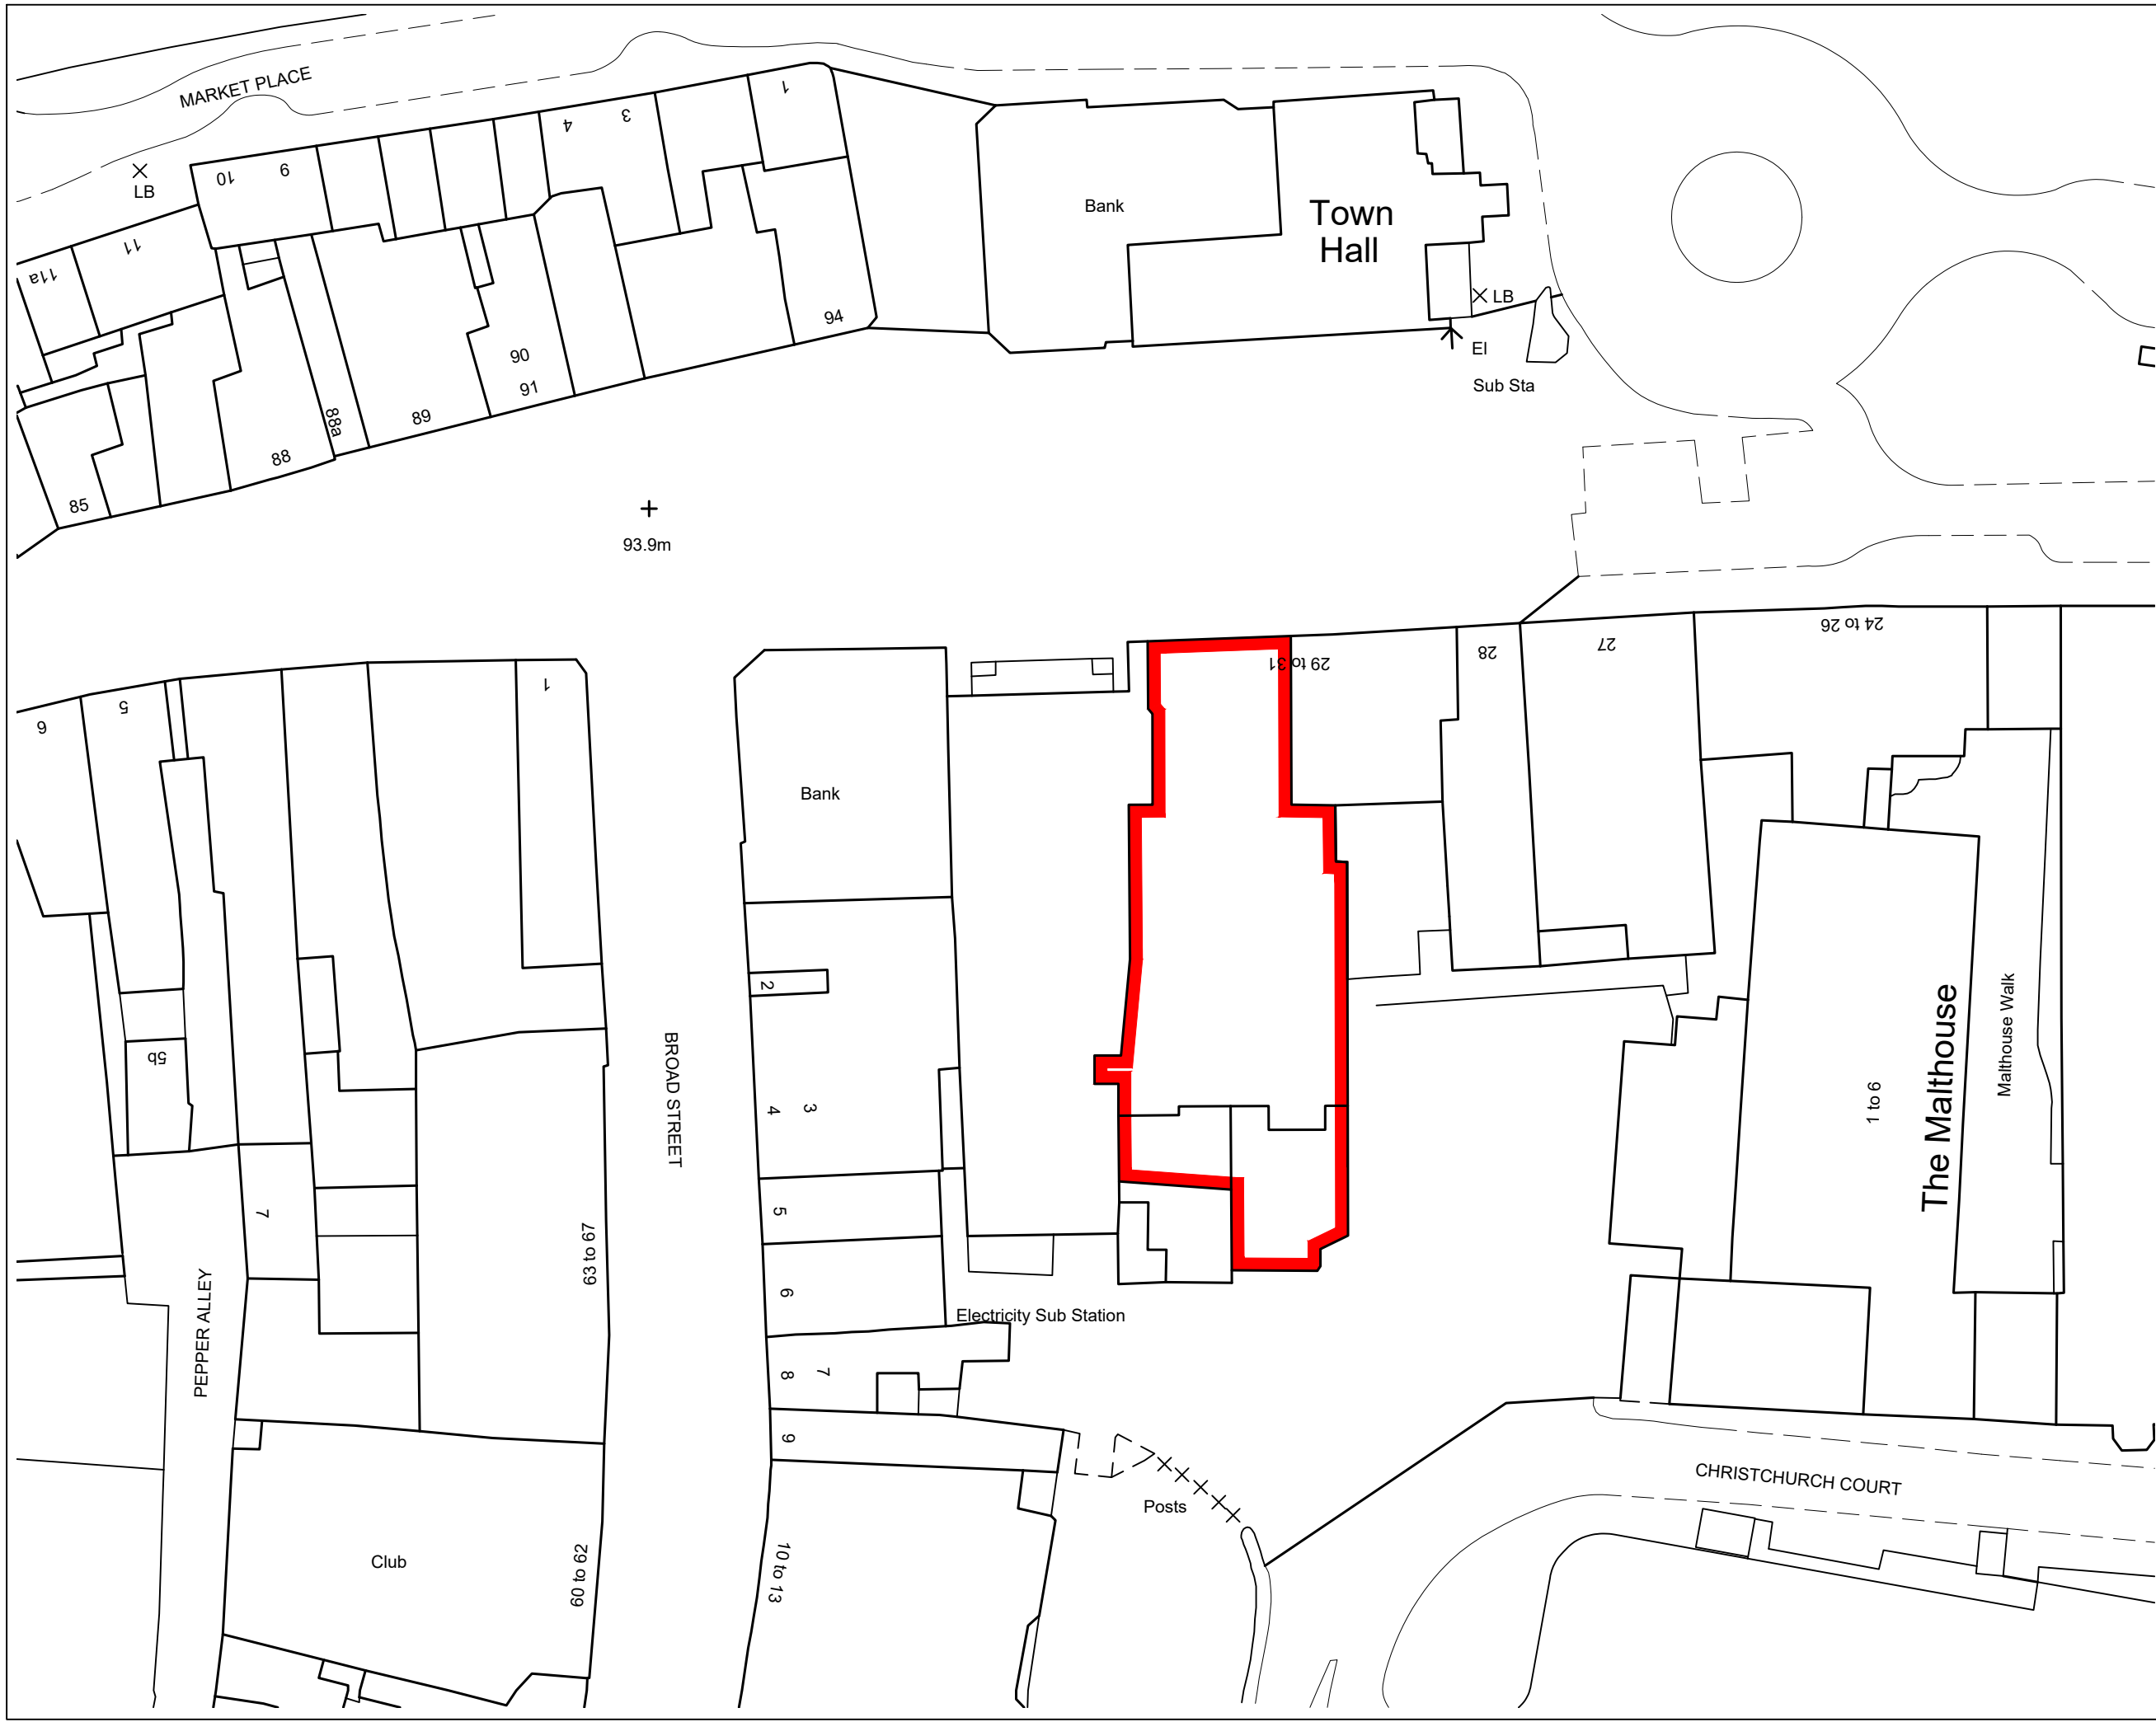 MARKET PLACE
LB
10
9
4
3
1
11
11a
Bank
Town
Hall
LB
El
Sub Sta
94
90
91
89
88a
88
85
93.9m
24 to 26
27
28
29 to 31
6
5
1
Bank
2
BROAD STREET
5b
4
3
The Malthouse
Malthouse Walk
1 to 6
7
5
63 to 67
6
PEPPER ALLEY
Electricity Sub Station
8
7
9
CHRISTCHURCH COURT
Posts
Club
60 to 62
10 to 13